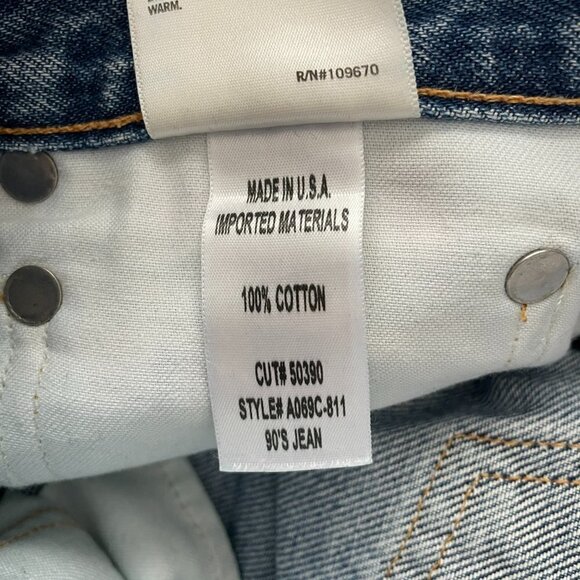 WARM.
R/N#109670
MADE IN U.S.A.
IMPORTED MATERIALS
100% COTTON
CUT# 50390
STYLE# A069C-811
90'S JEAN